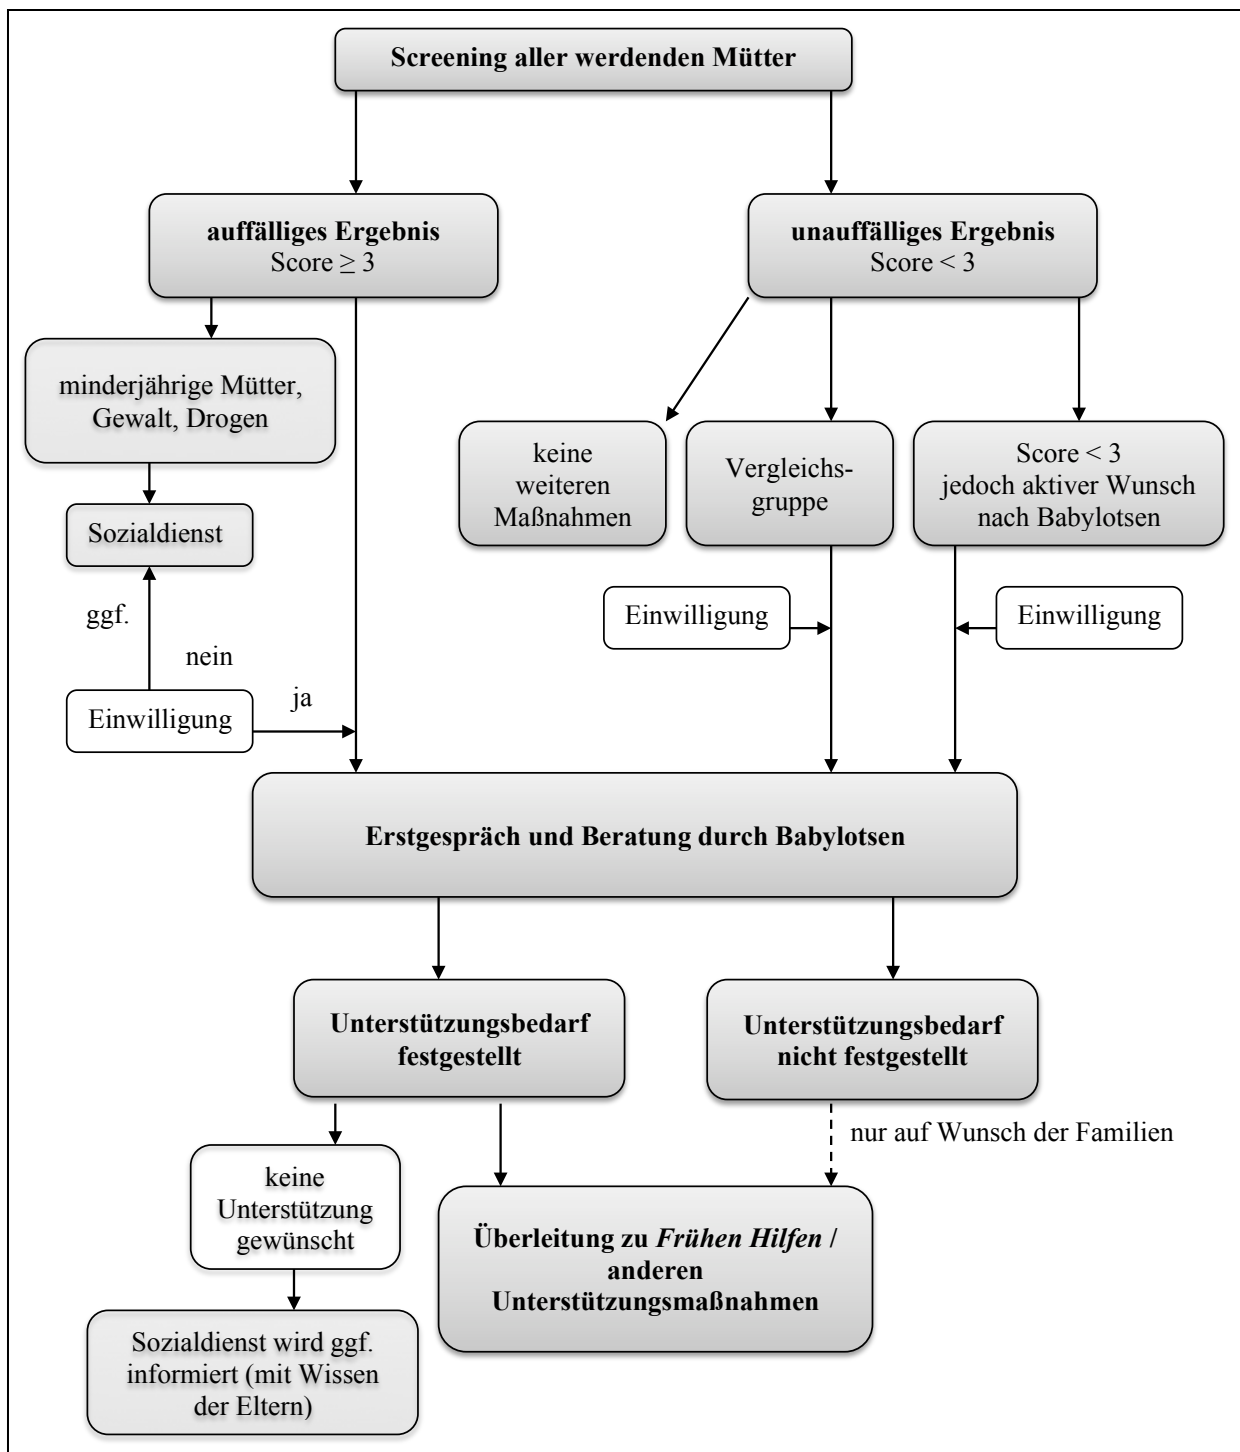 Screening aller werdenden Mütter
auffälliges Ergebnis
Score ≥ 3
unauffälliges Ergebnis
Score < 3
minderjährige Mütter,
Gewalt, Drogen
keine
weiteren
Maßnahmen
Vergleichs-
gruppe
Score < 3
jedoch aktiver Wunsch
nach Babylotsen
Sozialdienst
ggf.
nein
Einwilligung
ja
Einwilligung
Einwilligung
Erstgespräch und Beratung durch Babylotsen
Unterstützungsbedarf
festgestellt
Unterstützungsbedarf
nicht festgestellt
nur auf Wunsch der Familien
keine
Unterstützung
gewünscht
Überleitung zu Frühen Hilfen /
anderen
Unterstützungsmaßnahmen
Sozialdienst wird ggf.
informiert (mit Wissen
der Eltern)